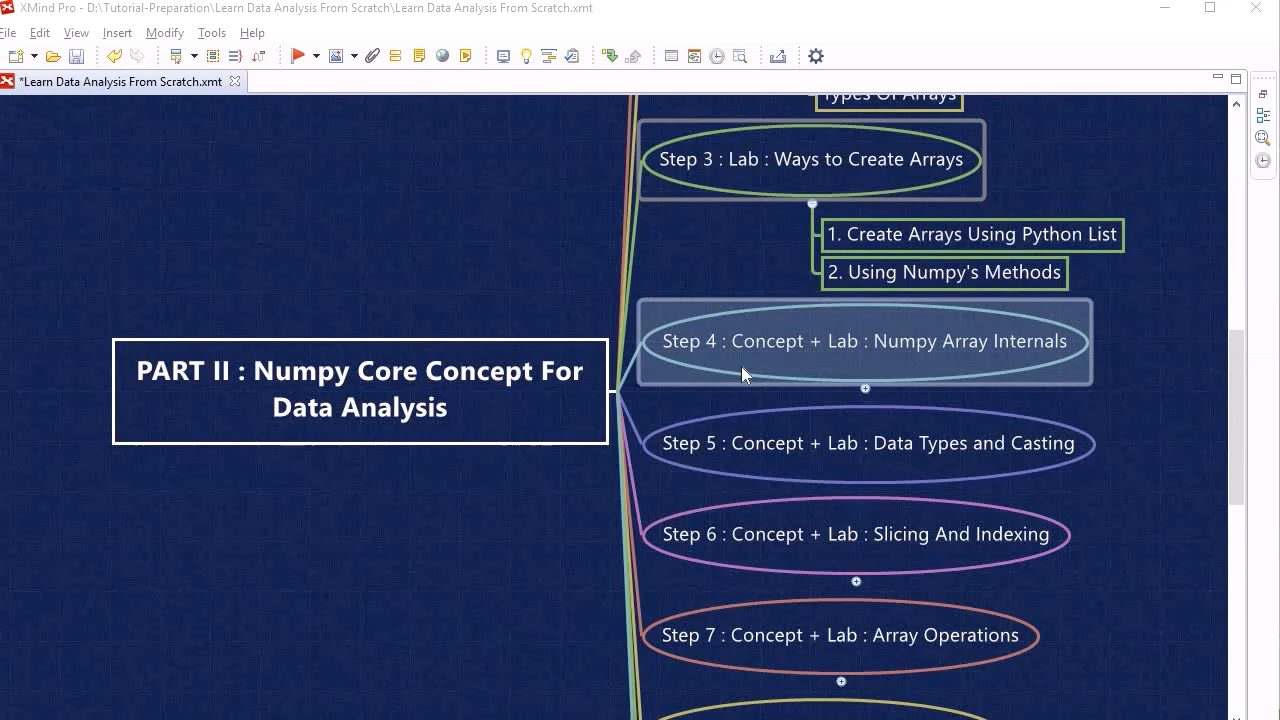 XMind Pro - D:\Tutorial-Preparation\Learn Data Analysis From Scratch\Learn Data Analysis From Scratch.xmt
File Edit View Insert Modify Tools Help
*Learn Data Analysis From Scratch.xmt
Types Of Arrays
Step 3 : Lab : Ways to Create Arrays
1. Create Arrays Using Python List
2. Using Numpy's Methods
Step 4 : Concept + Lab : Numpy Array Internals
PART II : Numpy Core Concept For
Data Analysis
Step 5 : Concept + Lab : Data Types and Casting
Step 6 : Concept + Lab : Slicing And Indexing
Step 7 : Concept + Lab : Array Operations